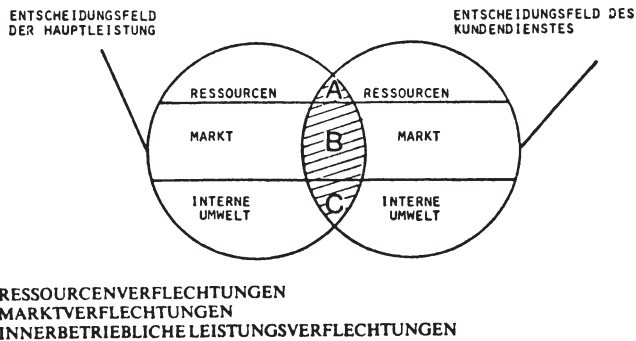 ENTSCHEIDUNGSFELD
DER HAUPTLEISTUNG
ENTSCHEIDUNGSFELD DES
KUNDENDIENSTES
RESSOURCEN
A
RESSOURCEN
MARKT
B
MARKT
INTERNE
UMWELT
C
INTERNE
UMWELT
RESSOURCENVERFLECHTUNGEN
MARKTVERFLECHTUNGEN
INNERBETRIEBLICHE LEISTUNGSVERFLECHTUNGEN